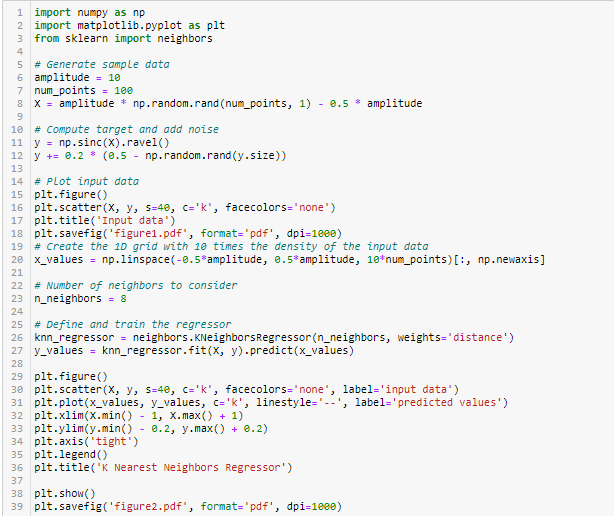 1 import numpy as np
2 import matplotlib.pyplot as plt
3 from sklearn import neighbors
4
5 # Generate sample data
6 amplitude = 10
7 num_points = 100
8 X = amplitude * np.random.rand(num_points, 1) - 0.5 * amplitude
9
10 # Compute target and add noise
11 y = np.sinc(X).ravel()
12 y += 0.2 * (0.5 - np.random.rand(y.size))
13
14 # Plot input data
15 plt.figure()
16 plt.scatter(X, y, s=40, c='k', facecolors='none')
17 plt.title('Input data')
18 plt.savefig('figure1.pdf', format='pdf', dpi=1000)
19 # Create the 1D grid with 10 times the density of the input data
20 x_values = np.linspace(-0.5*amplitude, 0.5*amplitude, 10*num_points)[:, np.newaxis]
21
22 # Number of neighbors to consider
23 n_neighbors = 8
24
25 # Define and train the regressor
26 knn_regressor = neighbors.KNeighborsRegressor(n_neighbors, weights='distance')
27 y_values = knn_regressor.fit(X, y).predict(x_values)
28
29 plt.figure()
30 plt.scatter(X, y, s=40, c='k', facecolors='none', label='input data')
31 plt.plot(x_values, y_values, c='k', linestyle='--', label='predicted values')
32 plt.xlim(X.min() - 1, X.max() + 1)
33 plt.ylim(y.min() - 0.2, y.max() + 0.2)
34 plt.axis('tight')
35 plt.legend()
36 plt.title('K Nearest Neighbors Regressor')
37
38 plt.show()
39 plt.savefig('figure2.pdf', format='pdf', dpi=1000)